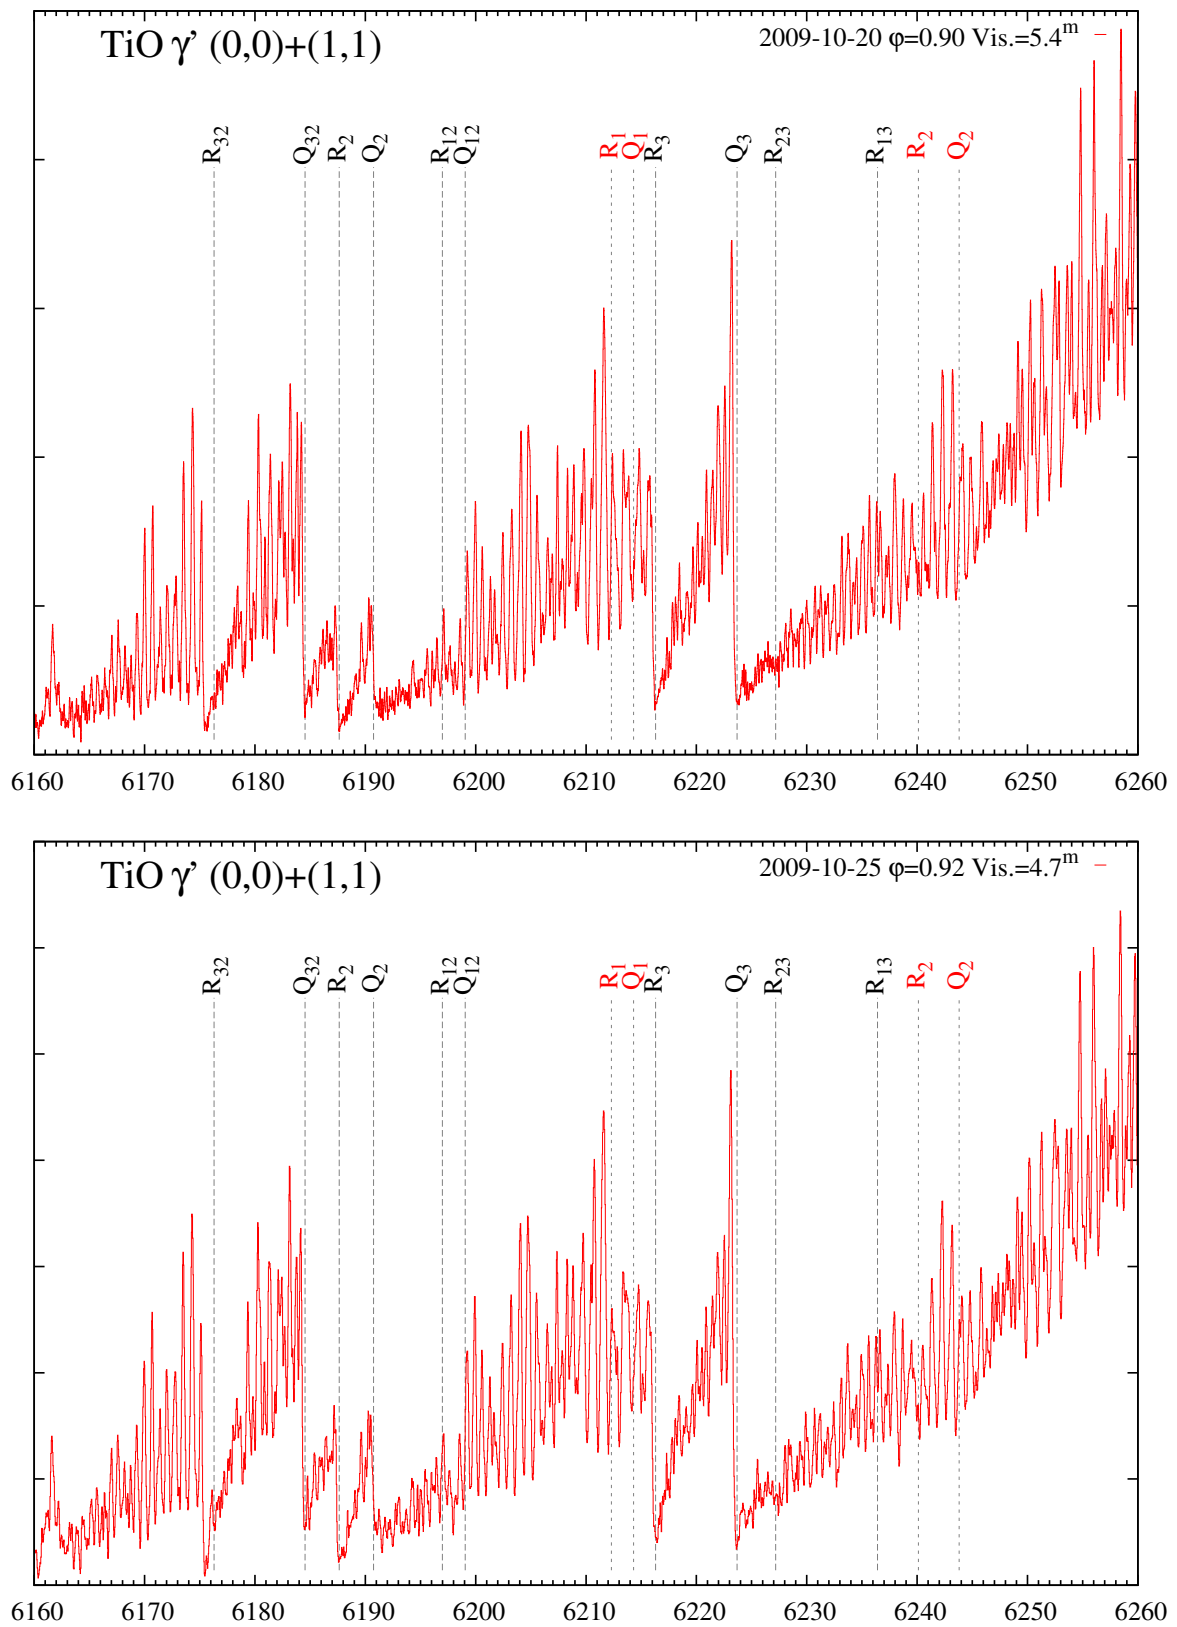 TiO γ’ (0,0)+(1,1)
2009-10-20 φ=0.90 Vis.=5.4ᵐ
R₃₂ Q₃₂ R₂ Q₂ R₁₂ Q₁₂ R₁ Q₁ R₃ Q₃ R₂₃ R₁₃ R₂ Q₂
6160 6170 6180 6190 6200 6210 6220 6230 6240 6250 6260
TiO γ’ (0,0)+(1,1)
2009-10-25 φ=0.92 Vis.=4.7ᵐ
R₃₂ Q₃₂ R₂ Q₂ R₁₂ Q₁₂ R₁ Q₁ R₃ Q₃ R₂₃ R₁₃ R₂ Q₂
6160 6170 6180 6190 6200 6210 6220 6230 6240 6250 6260